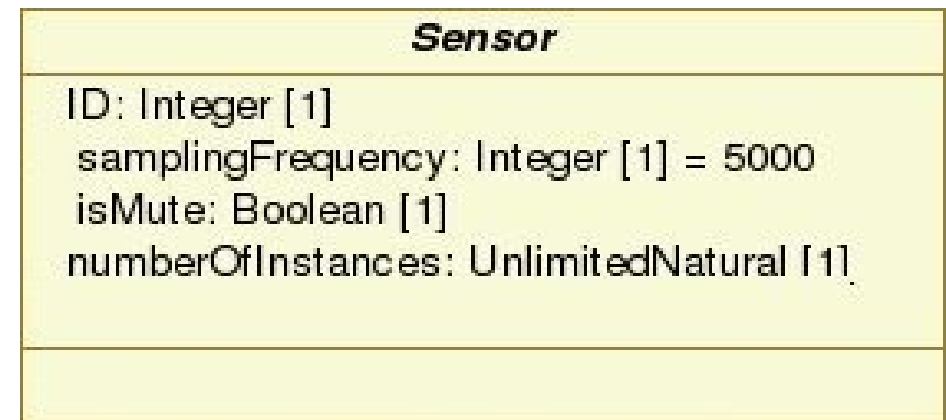 Sensor
ID: Integer [1]
samplingFrequency: Integer [1] = 5000
isMute: Boolean [1]
numberOfInstances: UnlimitedNatural [1]